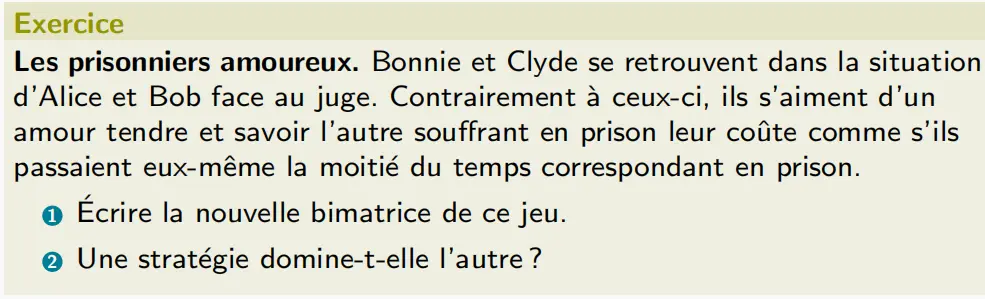 Exercice
Les prisonniers amoureux. Bonnie et Clyde se retrouvent dans la situation
d'Alice et Bob face au juge. Contrairement à ceux-ci, ils s'aiment d'un
amour tendre et savoir l'autre souffrant en prison leur coûte comme s'ils
passaient eux-même la moitié du temps correspondant en prison.
1 Écrire la nouvelle bimatrice de ce jeu.
2 Une stratégie domine-t-elle l'autre ?